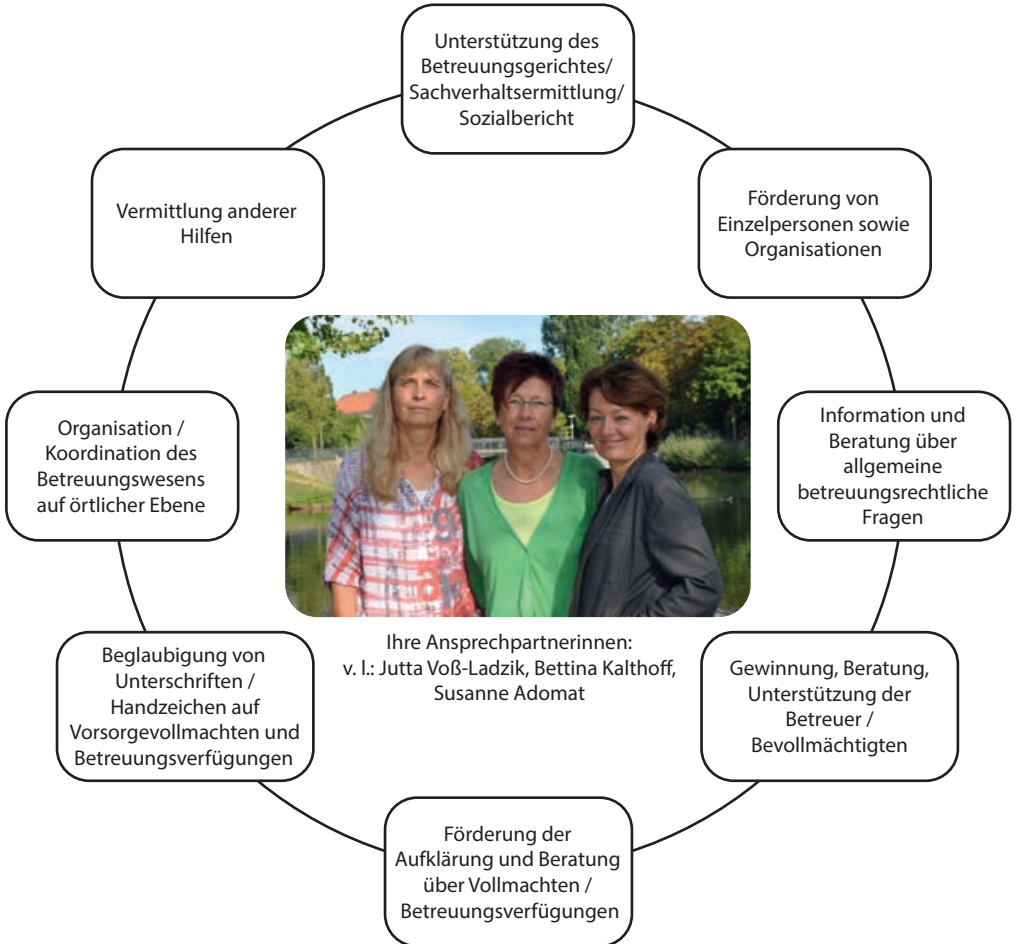 Unterstützung des
Betreuungsgerichtes/
Sachverhaltsermittlung/
Sozialbericht
Förderung von
Einzelpersonen sowie
Organisationen
Information und
Beratung über
allgemeine
betreuungsrechtliche
Fragen
Gewinnung, Beratung,
Unterstützung der
Betreuer /
Bevollmächtigten
Förderung der
Aufklärung und Beratung
über Vollmachten /
Betreuungsverfügungen
Beglaubigung von
Unterschriften /
Handzeichen auf
Vorsorgevollmachten und
Betreuungsverfügungen
Organisation /
Koordination des
Betreuungswesens
auf örtlicher Ebene
Vermittlung anderer
Hilfen
Ihre Ansprechpartnerinnen:
v. l.: Jutta Voß-Ladzik, Bettina Kalthoff,
Susanne Adomat